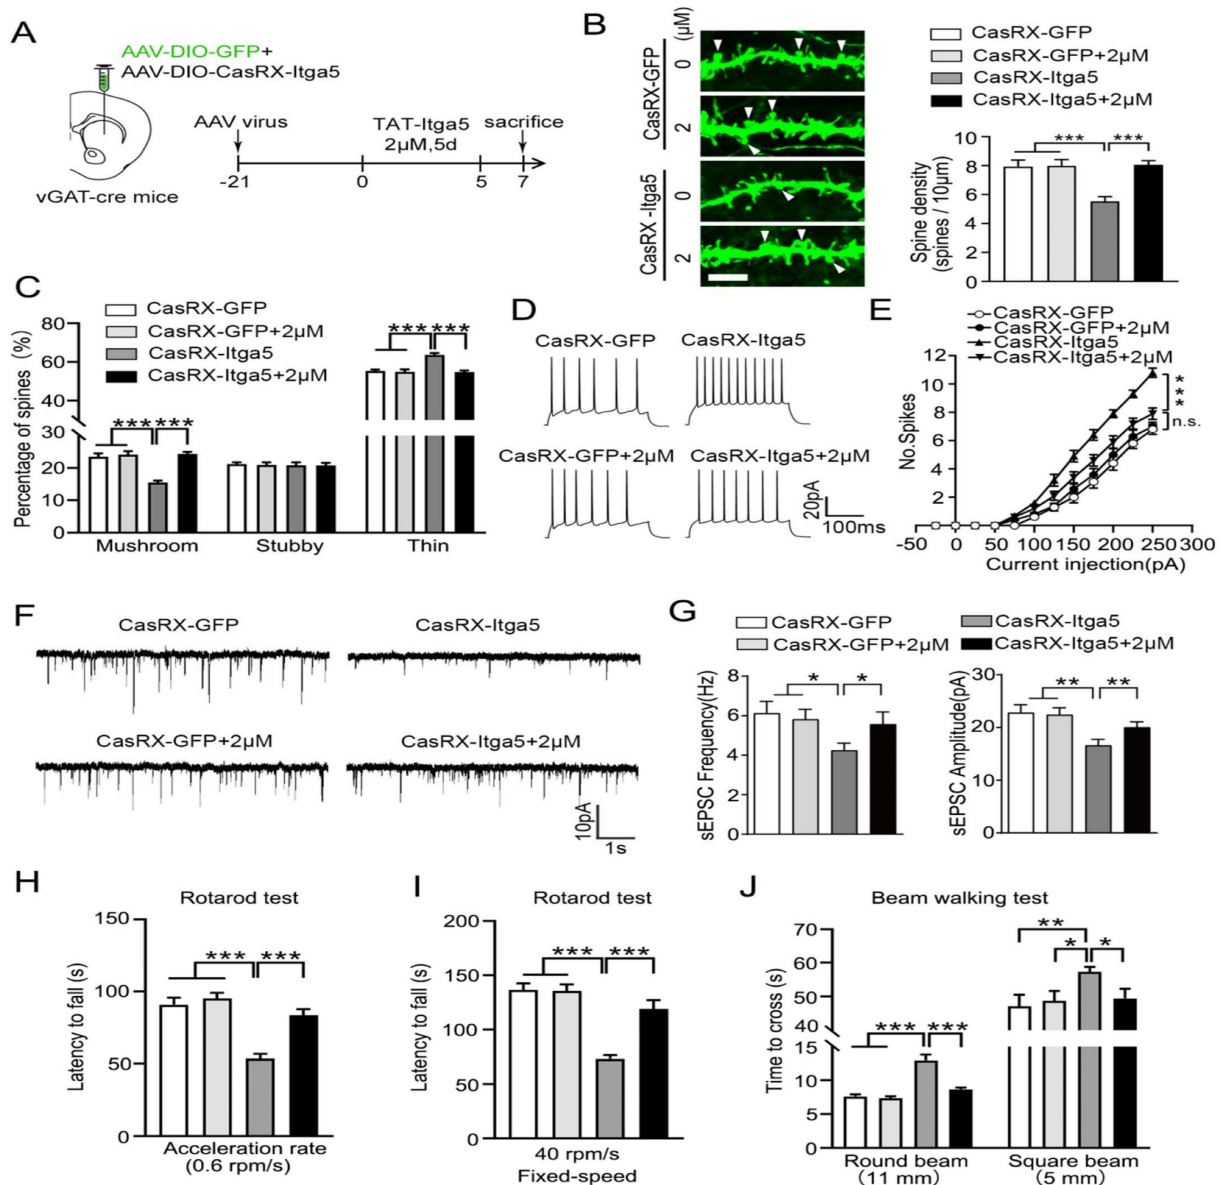 A
AAV-DIO-GFP+
AAV-DIO-CasRX-Itga5
vGAT-cre mice
AAV virus
TAT-Itga5
2μM,5d
sacrifice
-21
0
5
7
B
(μM)
CasRX-GFP
0
2
CasRX -Itga5
0
2
CasRX-GFP
CasRX-GFP+2μM
CasRX-Itga5
CasRX-Itga5+2μM
Spine density
(spines / 10μm)
10
8
6
4
2
0
***
***
C
CasRX-GFP
CasRX-GFP+2μM
CasRX-Itga5
CasRX-Itga5+2μM
Percentage of spines (%)
80
60
40
30
20
10
0
***
***
***
***
Mushroom
Stubby
Thin
D
CasRX-GFP
CasRX-Itga5
CasRX-GFP+2μM
CasRX-Itga5+2μM
20pA
100ms
E
CasRX-GFP
CasRX-GFP+2μM
CasRX-Itga5
CasRX-Itga5+2μM
No.Spikes
12
10
8
6
4
2
***
n.s.
-50
0
50
100
150
200
250
300
Current injection(pA)
F
CasRX-GFP
CasRX-Itga5
CasRX-GFP+2μM
CasRX-Itga5+2μM
10pA
1s
G
CasRX-GFP
CasRX-GFP+2μM
CasRX-Itga5
CasRX-Itga5+2μM
sEPSC Frequency(Hz)
8
6
4
2
0
*
*
sEPSC Amplitude(pA)
30
20
10
0
**
**
H
Rotarod test
Latency to fall (s)
150
100
50
0
***
***
Acceleration rate
(0.6 rpm/s)
I
Rotarod test
Latency to fall (s)
200
150
100
50
0
***
***
40 rpm/s
Fixed-speed
J
Beam walking test
Time to cross (s)
70
60
50
40
15
10
5
0
***
***
**
*
*
Round beam
(11 mm)
Square beam
(5 mm)